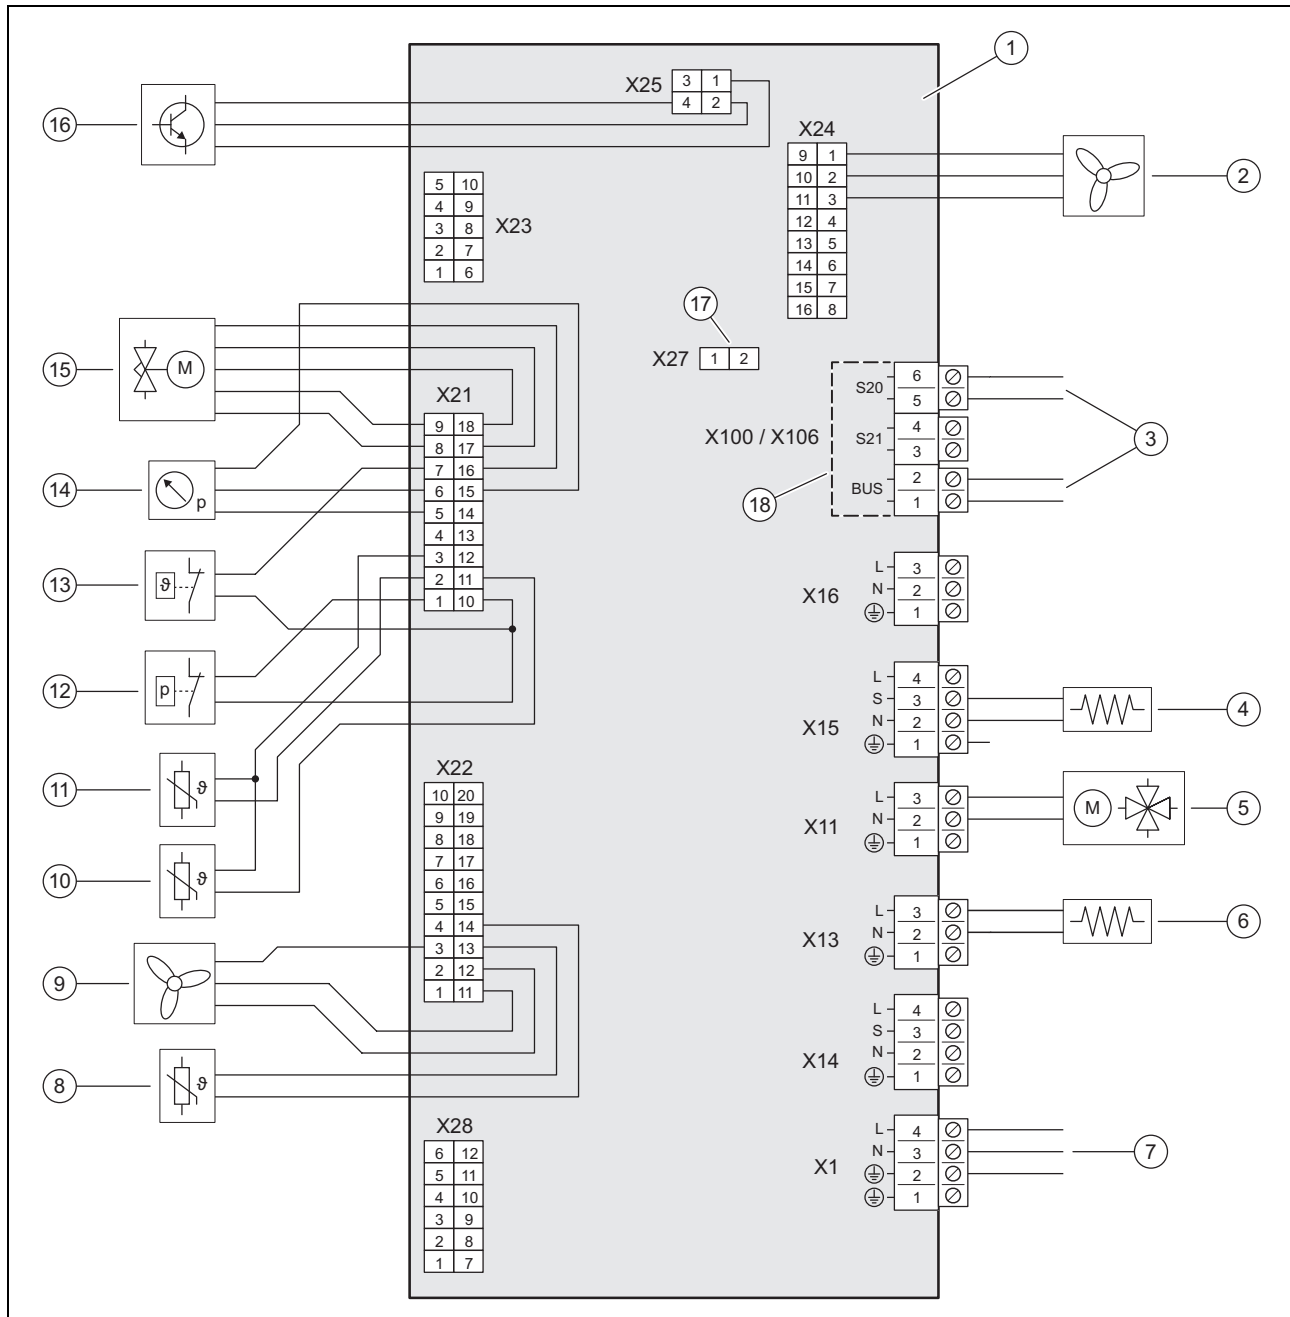 1
X25
3 1
4 2
16
X24
9 1
10 2
11 3
12 4
13 5
14 6
15 7
16 8
2
5 10
4 9
3 8
2 7
1 6
X23
17
X27
1 2
15
M
X21
9 18
8 17
7 16
6 15
5 14
4 13
3 12
2 11
1 10
X100 / X106
S20
6
5
S21
4
3
BUS
2
1
3
18
14
p
13
ϑ
X16
L 3
N 2
1
12
p
X15
L 4
S 3
N 2
1
4
11
ϑ
X22
10 20
9 19
8 18
7 17
6 16
5 15
4 14
3 13
2 12
1 11
X11
L 3
N 2
1
M
5
10
ϑ
X13
L 3
N 2
1
6
9
X14
L 4
S 3
N 2
1
8
ϑ
X28
6 12
5 11
4 10
3 9
2 8
1 7
X1
L 4
N 3
2
1
7